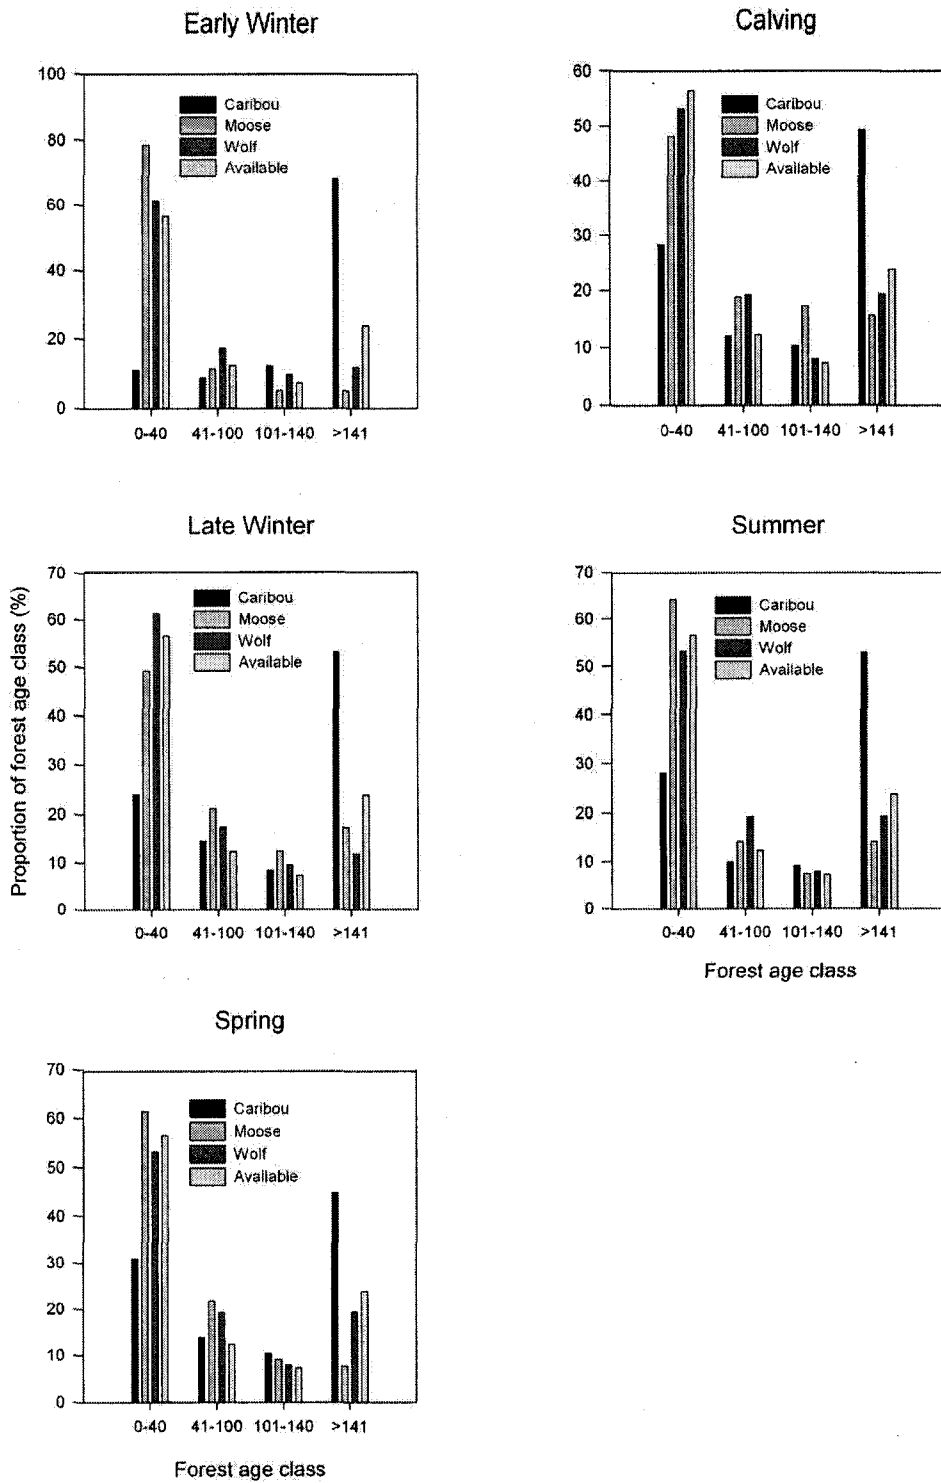 Early Winter
100
80
60
40
20
0
Caribou
Moose
Wolf
Available
0-40 41-100 101-140 >141
Calving
60
50
40
30
20
10
0
Caribou
Moose
Wolf
Available
0-40 41-100 101-140 >141
Proportion of forest age class (%)
Late Winter
70
60
50
40
30
20
10
0
Caribou
Moose
Wolf
Available
0-40 41-100 101-140 >141
Summer
70
60
50
40
30
20
10
0
Caribou
Moose
Wolf
Available
0-40 41-100 101-140 >141
Forest age class
Spring
70
60
50
40
30
20
10
0
Caribou
Moose
Wolf
Available
0-40 41-100 101-140 >141
Forest age class